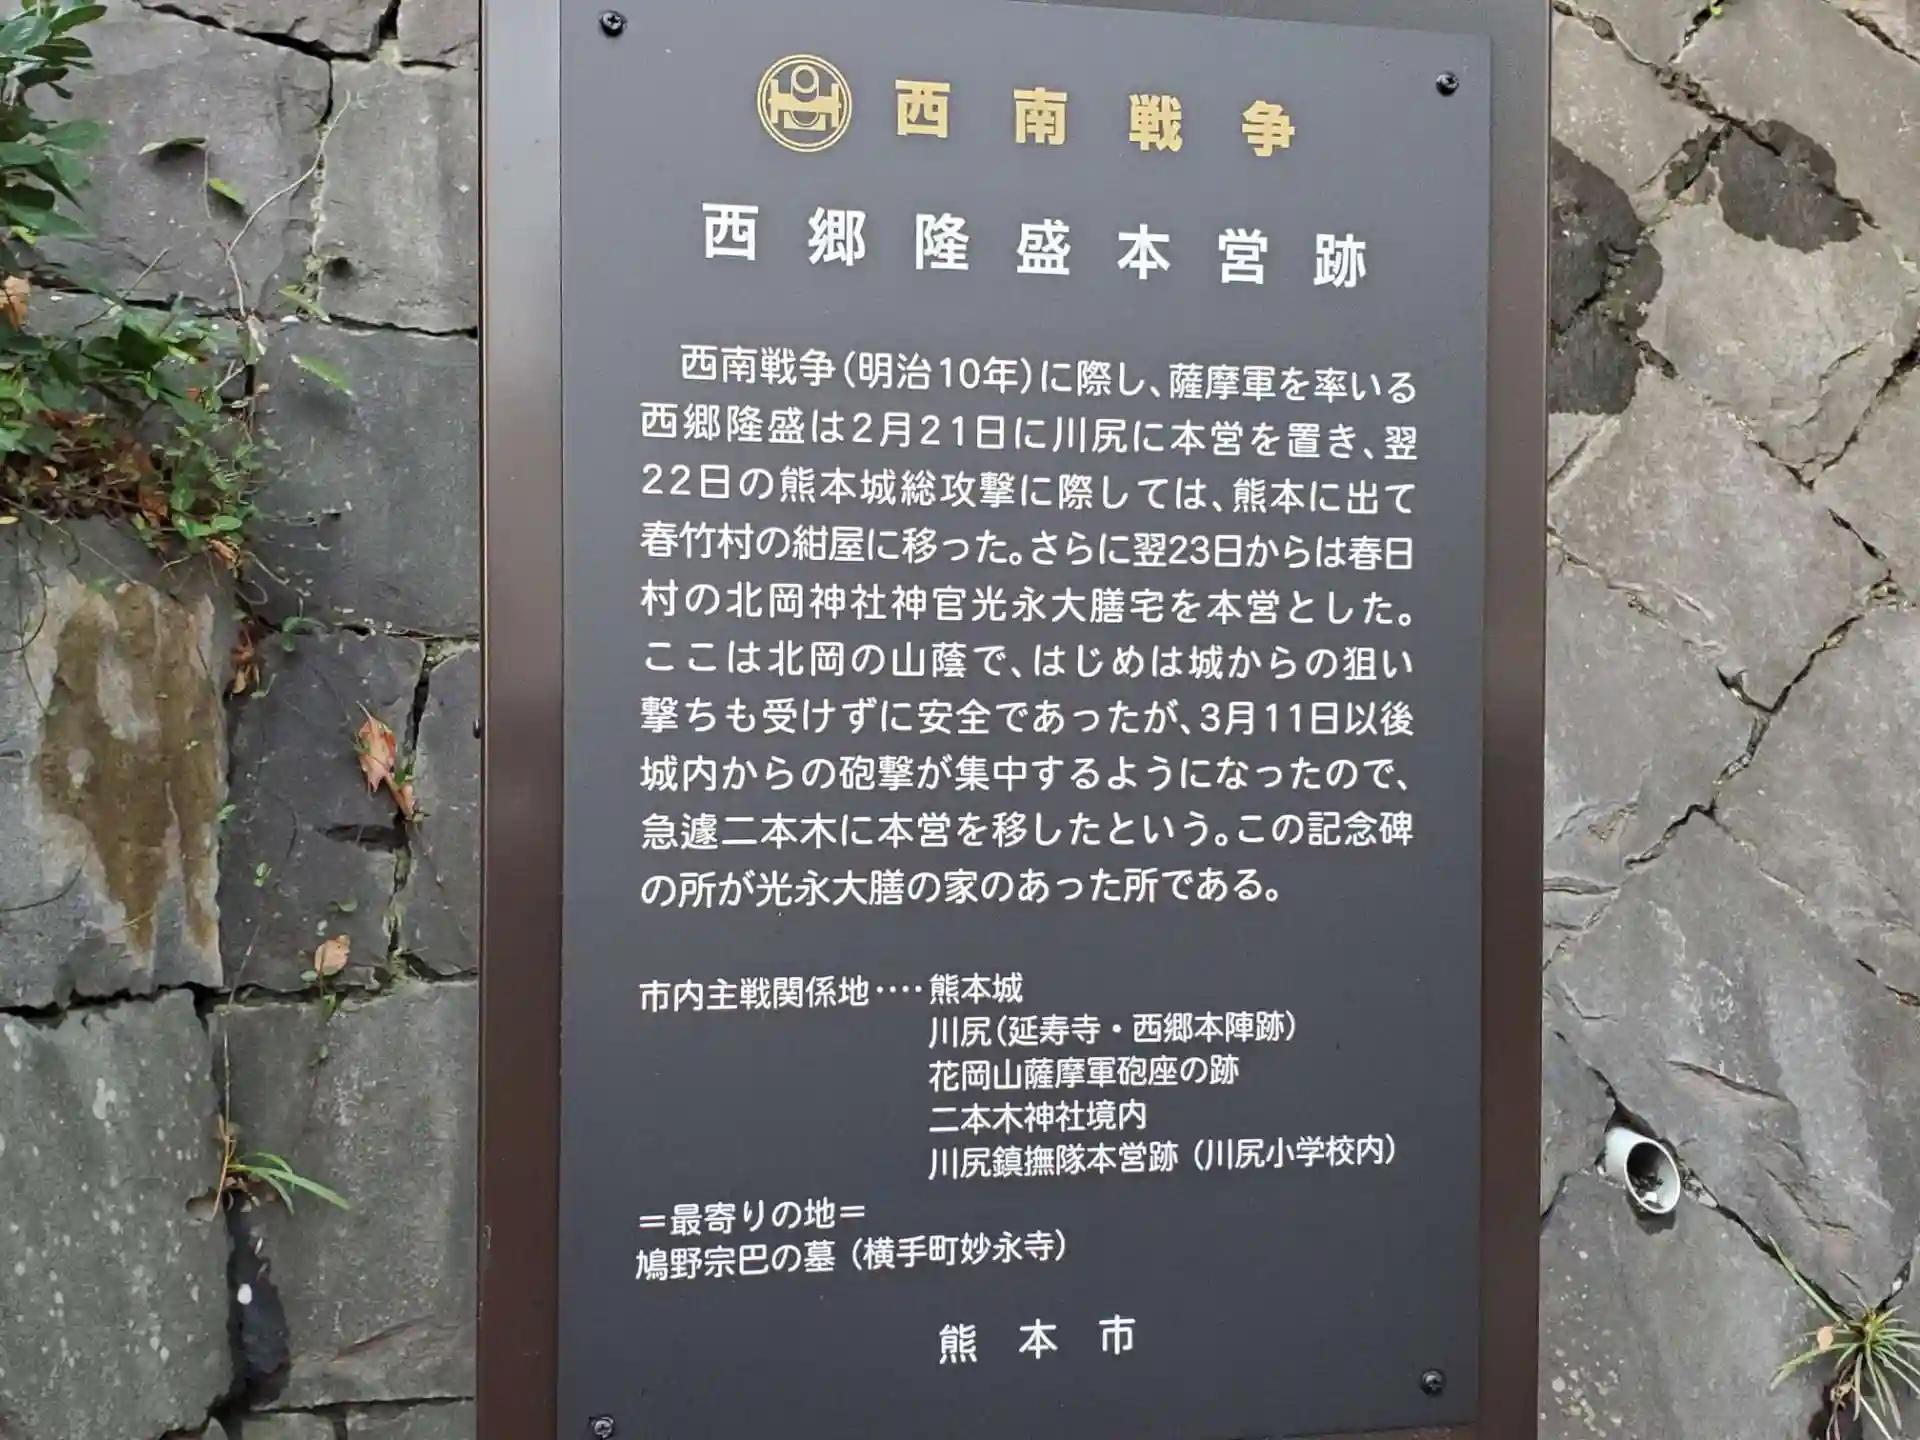 西南戦争
西郷隆盛本営跡
西南戦争(明治10年)に際し、薩摩軍を率いる
西郷隆盛は2月21日に川尻に本営を置き、翌
22日の熊本城総攻撃に際しては、熊本に出て
春竹村の紺屋に移った。さらに翌23日からは春日
村の北岡神社神官光永大膳宅を本営とした。
ここは北岡の山蔭で、はじめは城からの狙い
撃ちも受けずに安全であったが、3月11日以後
城内からの砲撃が集中するようになったので、
急遽二本木に本営を移したという。この記念碑
の所が光永大膳の家のあった所である。
市内主戦関係地‥‥熊本城
川尻(延寿寺・西郷本陣跡)
花岡山薩摩軍砲座の跡
二本木神社境内
川尻鎮撫隊本営跡(川尻小学校内)
=最寄りの地=
鳩野宗巴の墓(横手町妙永寺)
熊本市